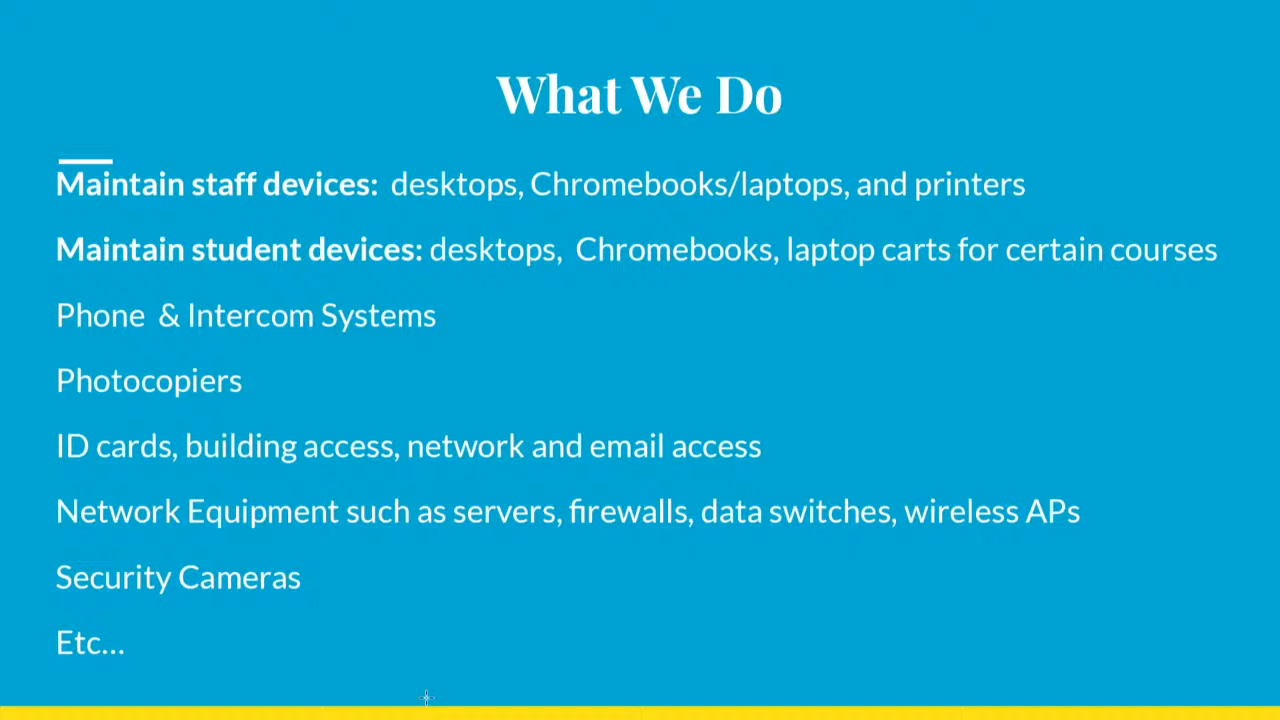 What We Do
Maintain staff devices:  desktops, Chromebooks/laptops, and printers
Maintain student devices: desktops,  Chromebooks, laptop carts for certain courses
Phone  & Intercom Systems
Photocopiers
ID cards, building access, network and email access
Network Equipment such as servers, firewalls, data switches, wireless APs
Security Cameras
Etc...